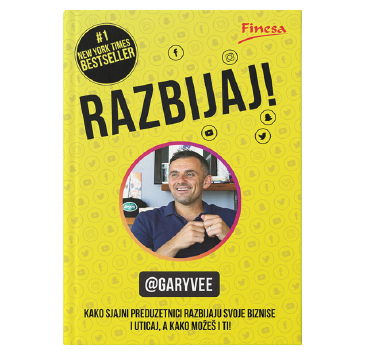 #1
NEW YORK TIMES
BESTSELLER
Finesa
RAZBIJAJ!
@GARYVEE
KAKO SJAJNI PREDUZETNICI RAZBIJAJU SVOJE BIZNISE
I UTICAJ, A KAKO MOŽEŠ I TI!